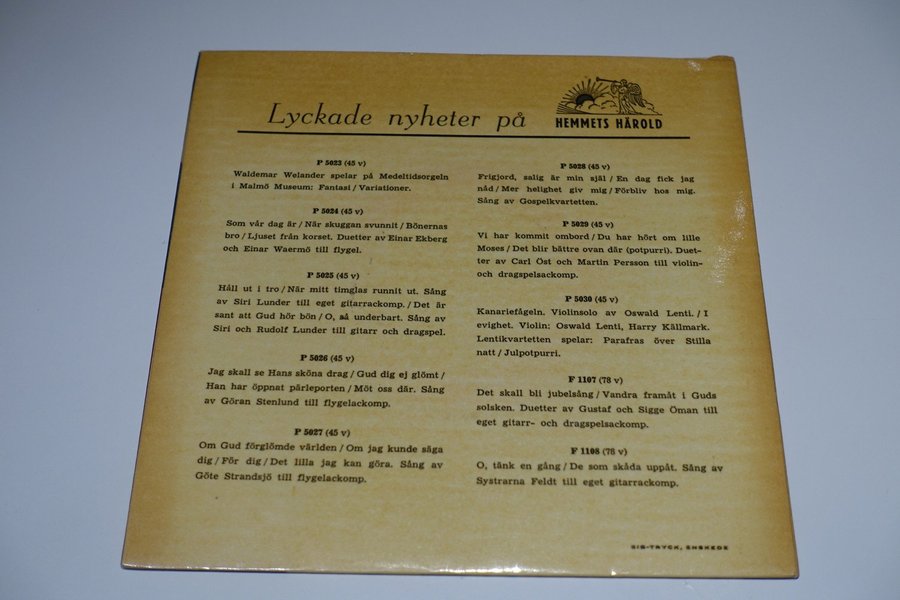 Lyckade nyheter på
HEMMETS HÄROLD
P 5023 (45 v)
Waldemar Welander spelar på Medeltidsorgeln
i Malmö Museum: Fantasi / Variationer.
P 5024 (45 v)
Som vår dag är / När skuggan svunnit / Bönernas
bro / Ljuset från korset. Duetter av Einar Ekberg
och Einar Waermö till flygel.
P 5025 (45 v)
Håll ut i tro / När mitt timglas runnit ut. Sång
av Siri Lunder till eget gitarrackomp. / Det är
sant att Gud hör bön / O, så underbart. Sång av
Siri och Rudolf Lunder till gitarr och dragspel.
P 5026 (45 v)
Jag skall se Hans sköna drag / Gud dig ej glömt /
Han har öppnat pärleporten / Möt oss där. Sång
av Göran Stenlund till flygelackomp.
P 5027 (45 v)
Om Gud förglömde världen / Om jag kunde säga
dig / För dig / Det lilla jag kan göra. Sång av
Göte Strandsjö till flygelackomp.
P 5028 (45 v)
Frigjord, salig är min själ / En dag fick jag
nåd / Mer helighet giv mig / Förbliv hos mig.
Sång av Gospelkvartetten.
P 5029 (45 v)
Vi har kommit ombord / Du har hört om lille
Moses / Det blir bättre ovan där (potpurri). Duet-
ter av Carl Öst och Martin Persson till violin-
och dragspelsackomp.
P 5030 (45 v)
Kanariefågeln. Violinsolo av Oswald Lenti. / I
evighet. Violin: Oswald Lenti, Harry Källmark.
Lentikvartetten spelar: Parafras över Stilla
natt / Julpotpurri.
F 1107 (78 v)
Det skall bli jubelsång / Vandra framåt i Guds
solsken. Duetter av Gustaf och Sigge Öman till
eget gitarr- och dragspelsackomp.
F 1108 (78 v)
O, tänk en gång / De som skåda uppåt. Sång av
Systrarna Feldt till eget gitarrackomp.
SIB-TRYCK, ENSKEDE